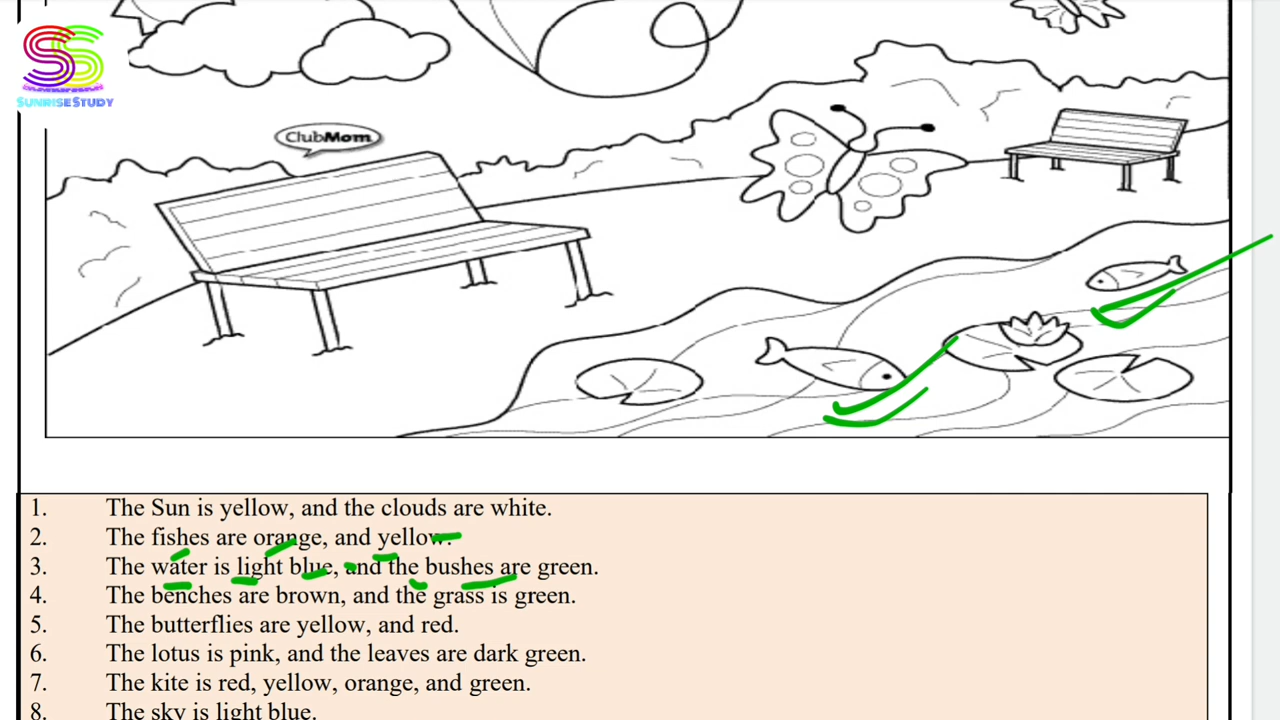 SS
SUNRISESTUDY
ClubMom
1. The Sun is yellow, and the clouds are white.
2. The fishes are orange, and yellow.
3. The water is light blue, and the bushes are green.
4. The benches are brown, and the grass is green.
5. The butterflies are yellow, and red.
6. The lotus is pink, and the leaves are dark green.
7. The kite is red, yellow, orange, and green.
8. The sky is light blue.